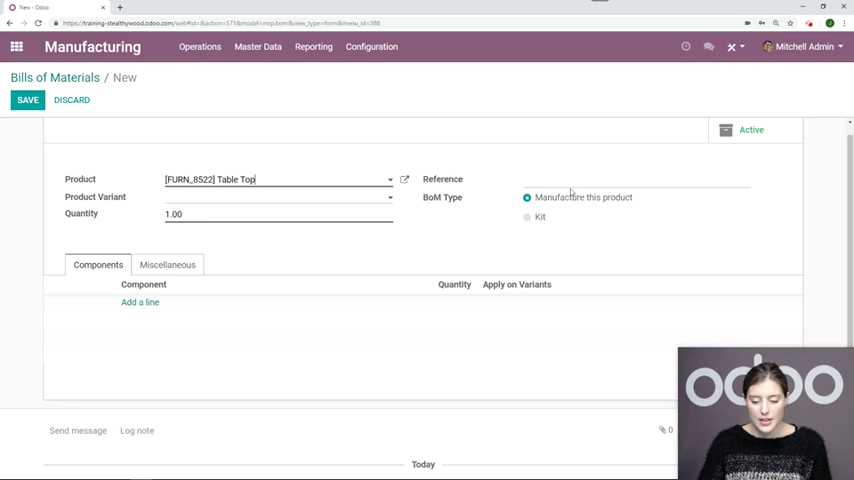 New - Odoo
https://training-stealthywood.odoo.com/web#id=&action=571&model=mrp.bom&view_type=form&menu_id=388
Manufacturing Operations Master Data Reporting Configuration Mitchell Admin
Bills of Materials / New
SAVE DISCARD
Active
Product [FURN_8522] Table Top Reference
Product Variant BoM Type Manufacture this product
Quantity 1.00 Kit
Components Miscellaneous
Component Quantity Apply on Variants
Add a line
odoo
Send message Log note 0
Today